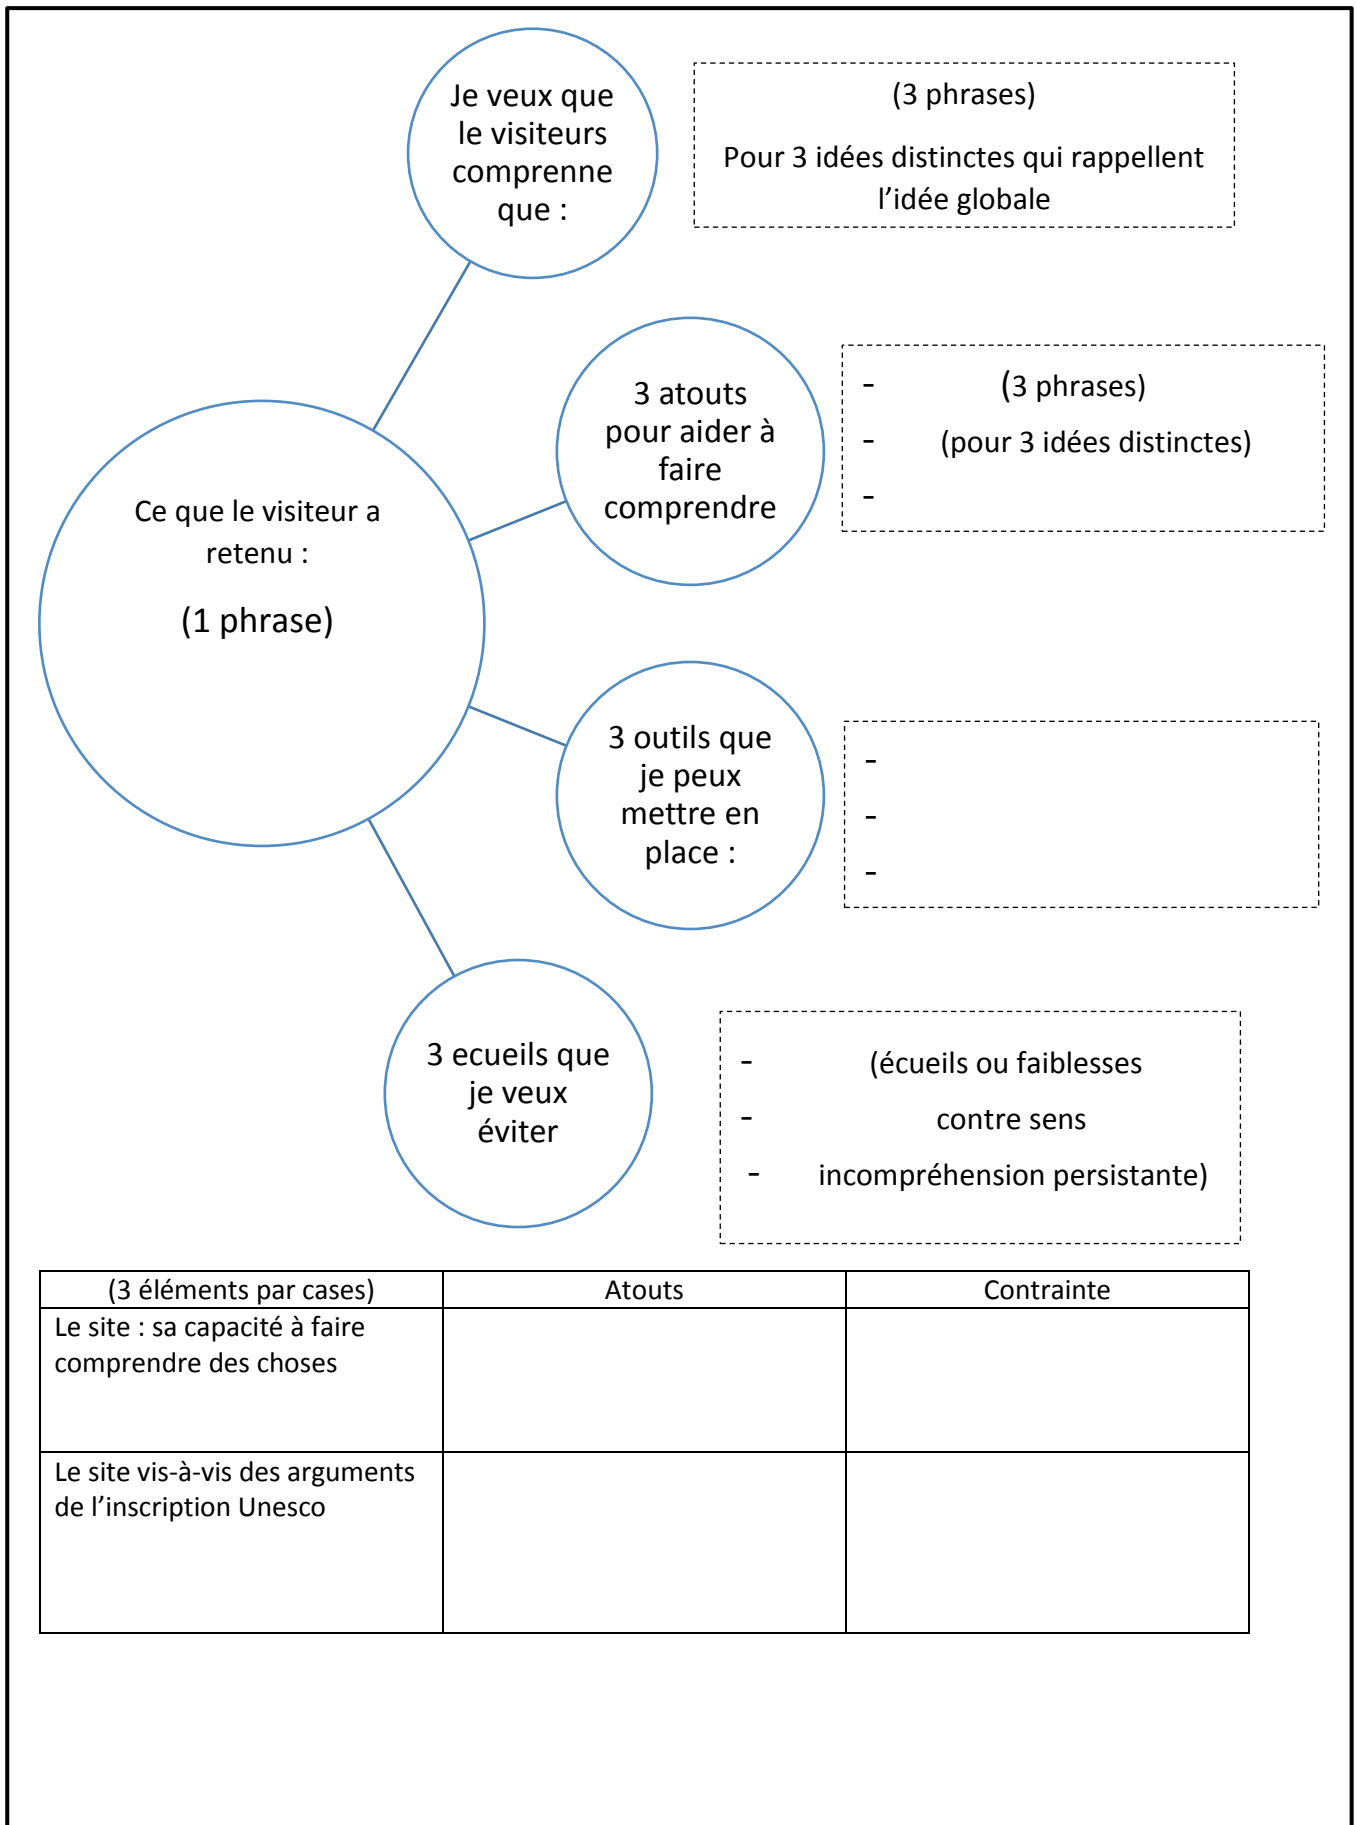 Je veux que
le visiteurs
comprenne
que :
(3 phrases)
Pour 3 idées distinctes qui rappellent
l’idée globale
3 atouts
pour aider à
faire
comprendre
- (3 phrases)
- (pour 3 idées distinctes)
-
Ce que le visiteur a
retenu :
(1 phrase)
3 outils que
je peux
mettre en
place :
-
-
-
3 ecueils que
je veux
éviter
- (écueils ou faiblesses
- contre sens
- incompréhension persistante)
(3 éléments par cases) Atouts Contrainte
Le site : sa capacité à faire
comprendre des choses
Le site vis-à-vis des arguments
de l’inscription Unesco